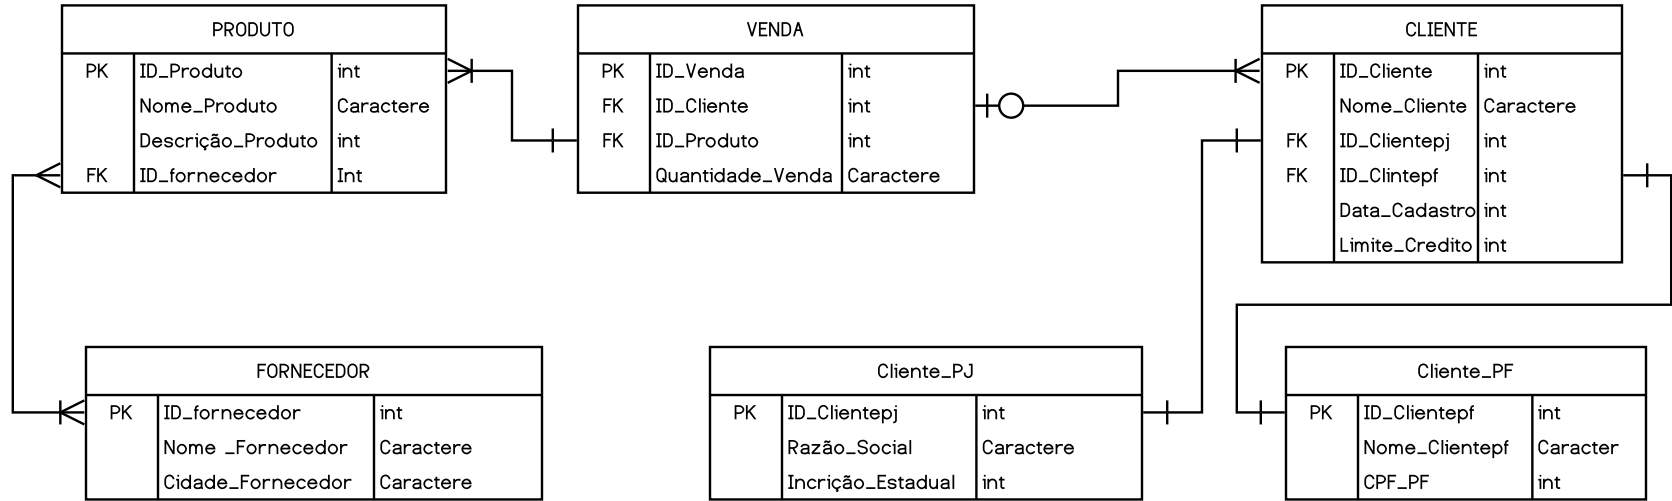 PRODUTO
PK ID_Produto int
Nome_Produto Caractere
Descrição_Produto int
FK ID_fornecedor Int
VENDA
PK ID_Venda int
FK ID_Cliente int
FK ID_Produto int
Quantidade_Venda Caractere
CLIENTE
PK ID_Cliente int
Nome_Cliente Caractere
FK ID_Clientepj int
FK ID_Clintepf int
Data_Cadastro int
Limite_Credito int
FORNECEDOR
PK ID_fornecedor int
Nome _Fornecedor Caractere
Cidade_Fornecedor Caractere
Cliente_PJ
PK ID_Clientepj int
Razão_Social Caractere
Incrição_Estadual int
Cliente_PF
PK ID_Clientepf int
Nome_Clientepf Caracter
CPF_PF int